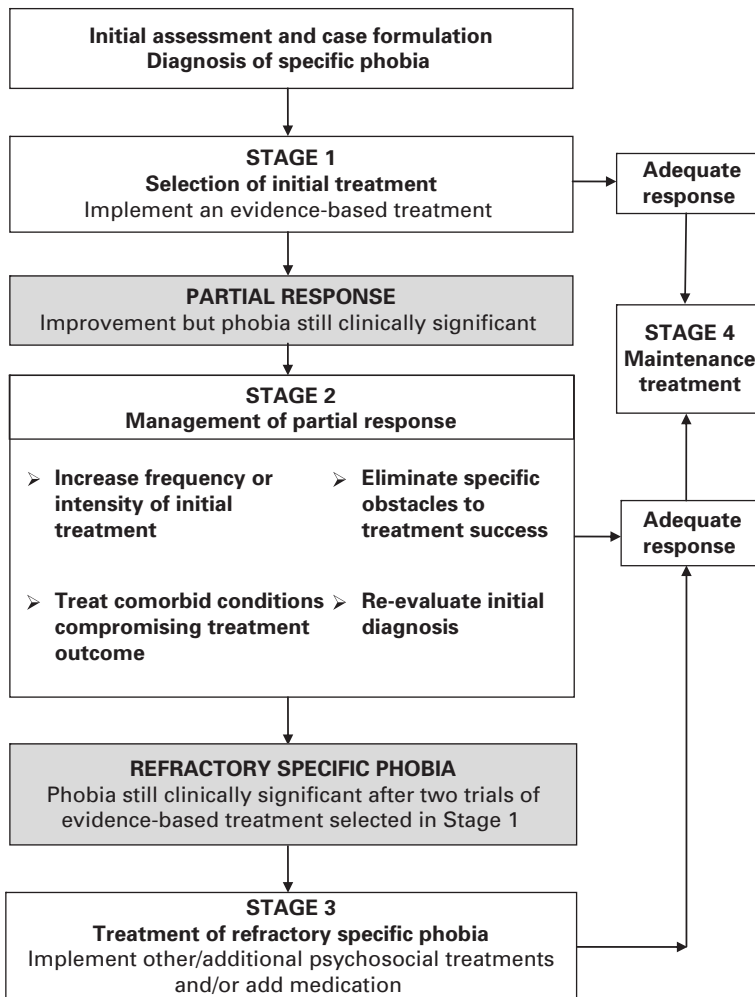 Initial assessment and case formulation
Diagnosis of specific phobia
STAGE 1
Selection of initial treatment
Implement an evidence-based treatment
Adequate
response
PARTIAL RESPONSE
Improvement but phobia still clinically significant
STAGE 4
Maintenance
treatment
STAGE 2
Management of partial response
➢ Increase frequency or
intensity of initial
treatment
➢ Eliminate specific
obstacles to
treatment success
Adequate
response
➢ Treat comorbid conditions
compromising treatment
outcome
➢ Re-evaluate initial
diagnosis
REFRACTORY SPECIFIC PHOBIA
Phobia still clinically significant after two trials of
evidence-based treatment selected in Stage 1
STAGE 3
Treatment of refractory specific phobia
Implement other/additional psychosocial treatments
and/or add medication